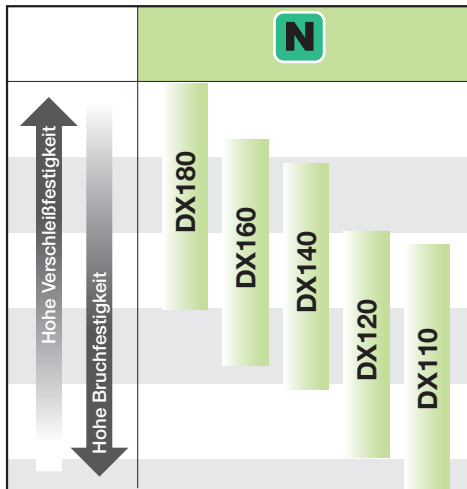 N
Hohe Verschleißfestigkeit
Hohe Bruchfestigkeit
DX180
DX160
DX140
DX120
DX110